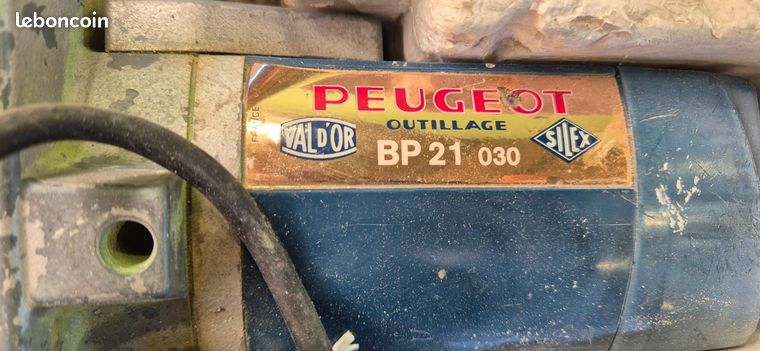 leboncoin
PEUGEOT
OUTILLAGE
FRANCE
VAL D'OR
BP 21 030
SILEX